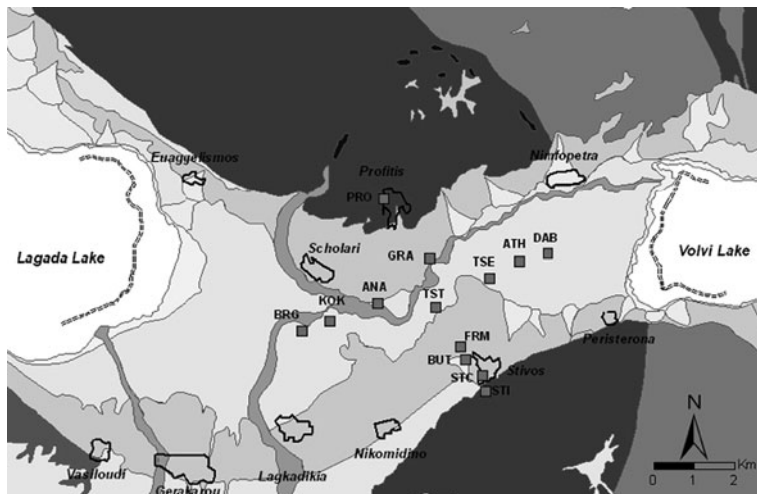 Euaggelismos
Profitis
Nimfopetra
PRO
Scholari
GRA
ATH
DAB
Lagada Lake
Volvi Lake
TSE
ANA
TST
KOK
BRG
FRM
Peristerona
BUT
Stivos
STC
STI
N
Nikomidino
Vasiloudi
Lagkadikia
Gerakarou
Km
0 1 2